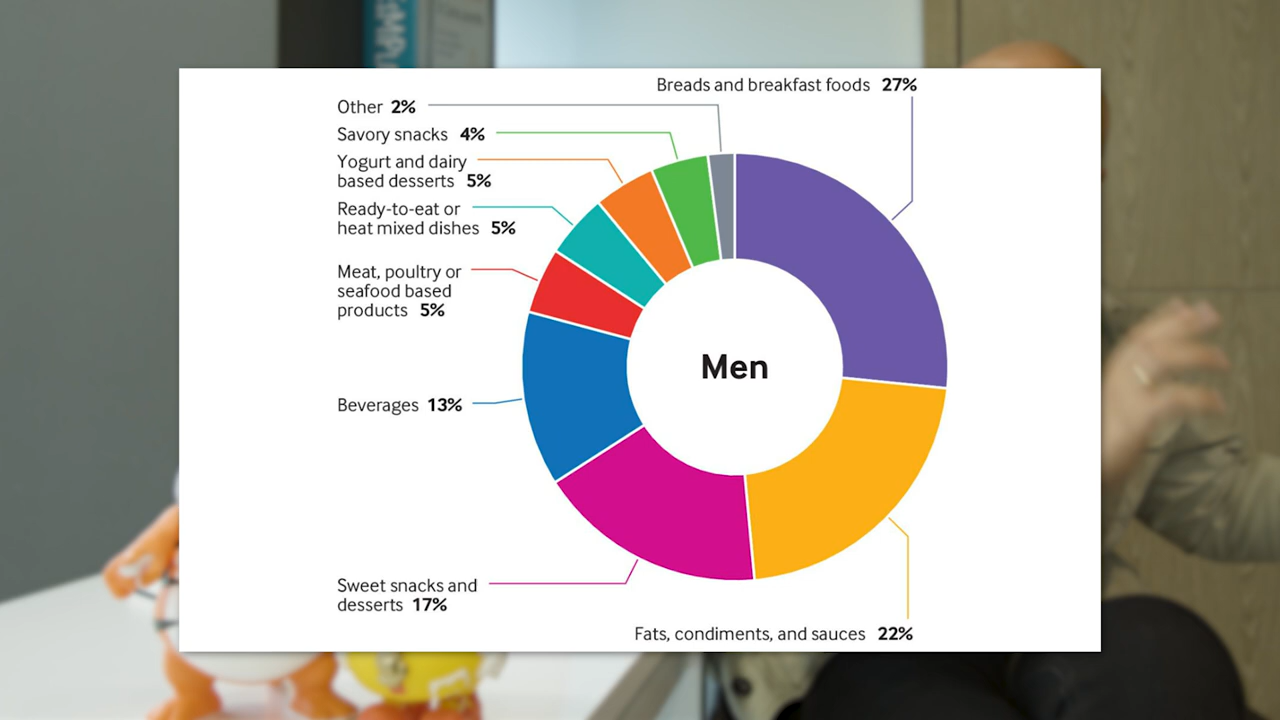 Breads and breakfast foods 27%
Other 2%
Savory snacks 4%
Yogurt and dairy
based desserts 5%
Ready-to-eat or
heat mixed dishes 5%
Meat, poultry or
seafood based
products 5%
Men
Beverages 13%
Sweet snacks and
desserts 17%
Fats, condiments, and sauces 22%